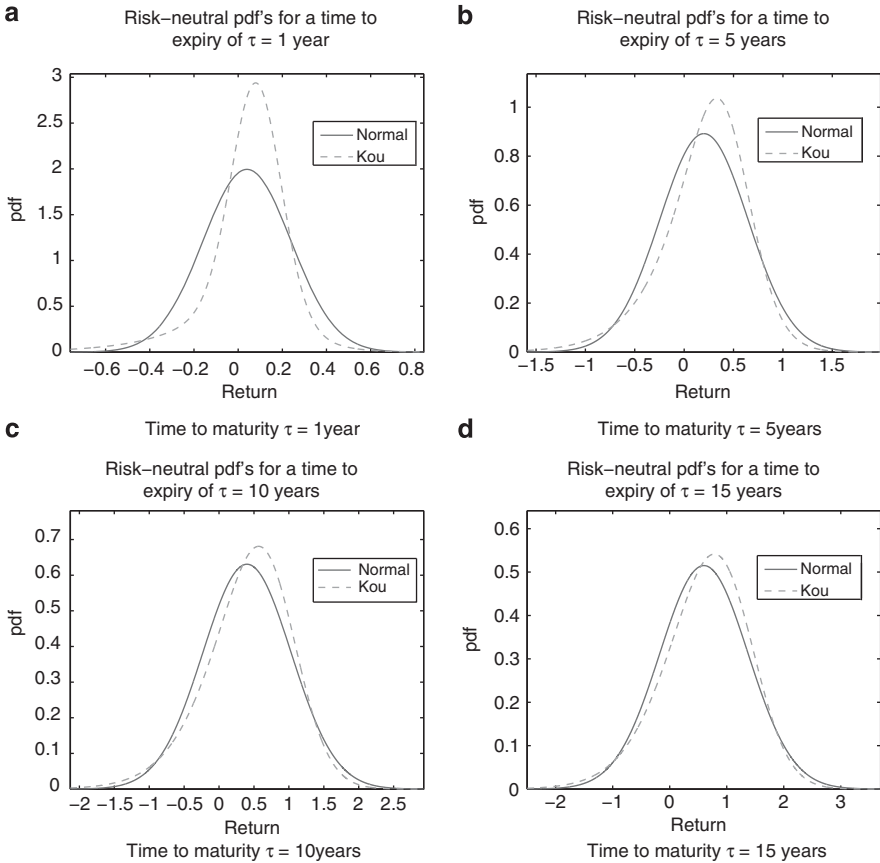 a
Risk–neutral pdf's for a time to
expiry of τ = 1 year
3
2.5
2
1.5
1
0.5
0
pdf
Normal
Kou
−0.6 −0.4 −0.2 0 0.2 0.4 0.6 0.8
Return
Time to maturity τ = 1year
b
Risk–neutral pdf's for a time to
expiry of τ = 5 years
1
0.8
0.6
0.4
0.2
0
pdf
Normal
Kou
−1.5 −1 −0.5 0 0.5 1 1.5
Return
Time to maturity τ = 5years
c
Risk–neutral pdf's for a time to
expiry of τ = 10 years
0.7
0.6
0.5
0.4
0.3
0.2
0.1
0
pdf
Normal
Kou
−2 −1.5 −1 −0.5 0 0.5 1 1.5 2 2.5
Return
Time to maturity τ = 10years
d
Risk–neutral pdf's for a time to
expiry of τ = 15 years
0.6
0.5
0.4
0.3
0.2
0.1
0
pdf
Normal
Kou
−2 −1 0 1 2 3
Return
Time to maturity τ = 15 years